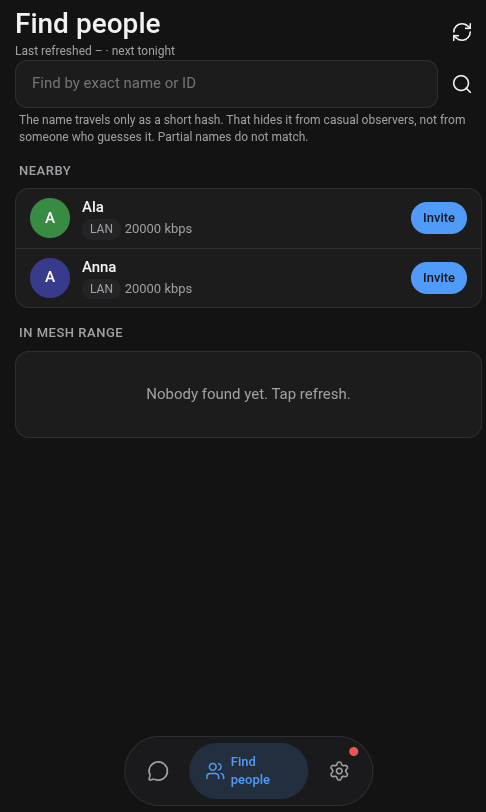 Find people
Last refreshed – · next tonight
Find by exact name or ID
The name travels only as a short hash. That hides it from casual observers, not from
someone who guesses it. Partial names do not match.
NEARBY
A
Ala
LAN 20000 kbps
Invite
A
Anna
LAN 20000 kbps
Invite
IN MESH RANGE
Nobody found yet. Tap refresh.
Find
people